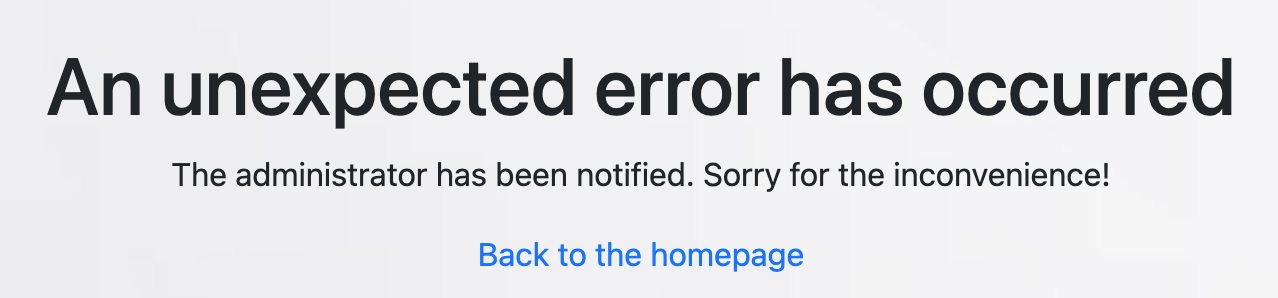 An unexpected error has occurred
The administrator has been notified. Sorry for the inconvenience!
Back to the homepage